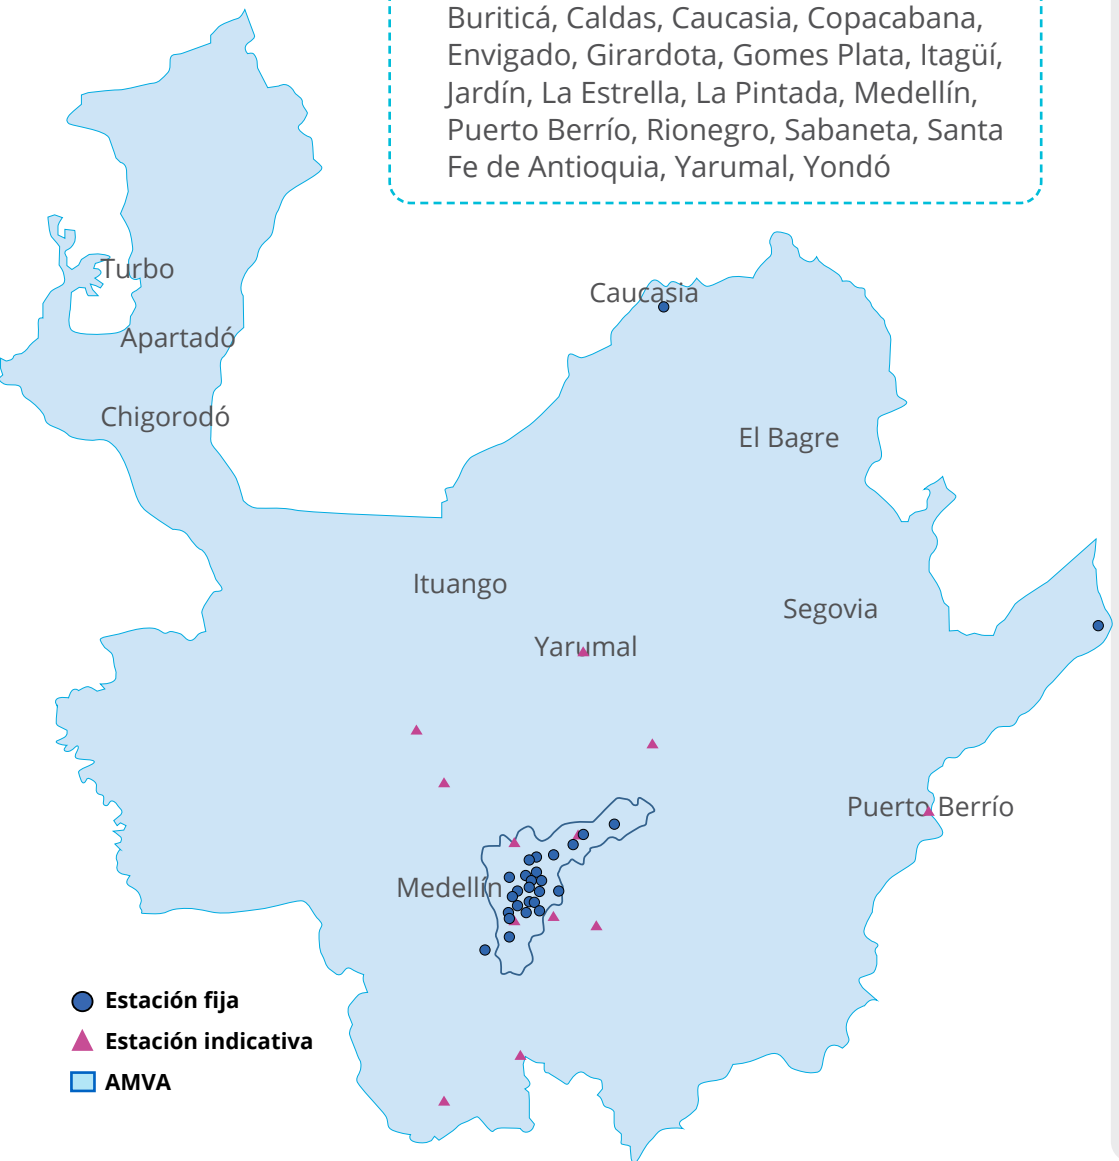 Buriticá, Caldas, Caucasia, Copacabana,
Envigado, Girardota, Gomes Plata, Itagüí,
Jardín, La Estrella, La Pintada, Medellín,
Puerto Berrío, Rionegro, Sabaneta, Santa
Fe de Antioquia, Yarumal, Yondó
Turbo
Caucasia
Apartadó
Chigorodó
El Bagre
Ituango
Segovia
Yarumal
Puerto Berrío
Medellín
Estación fija
Estación indicativa
AMVA